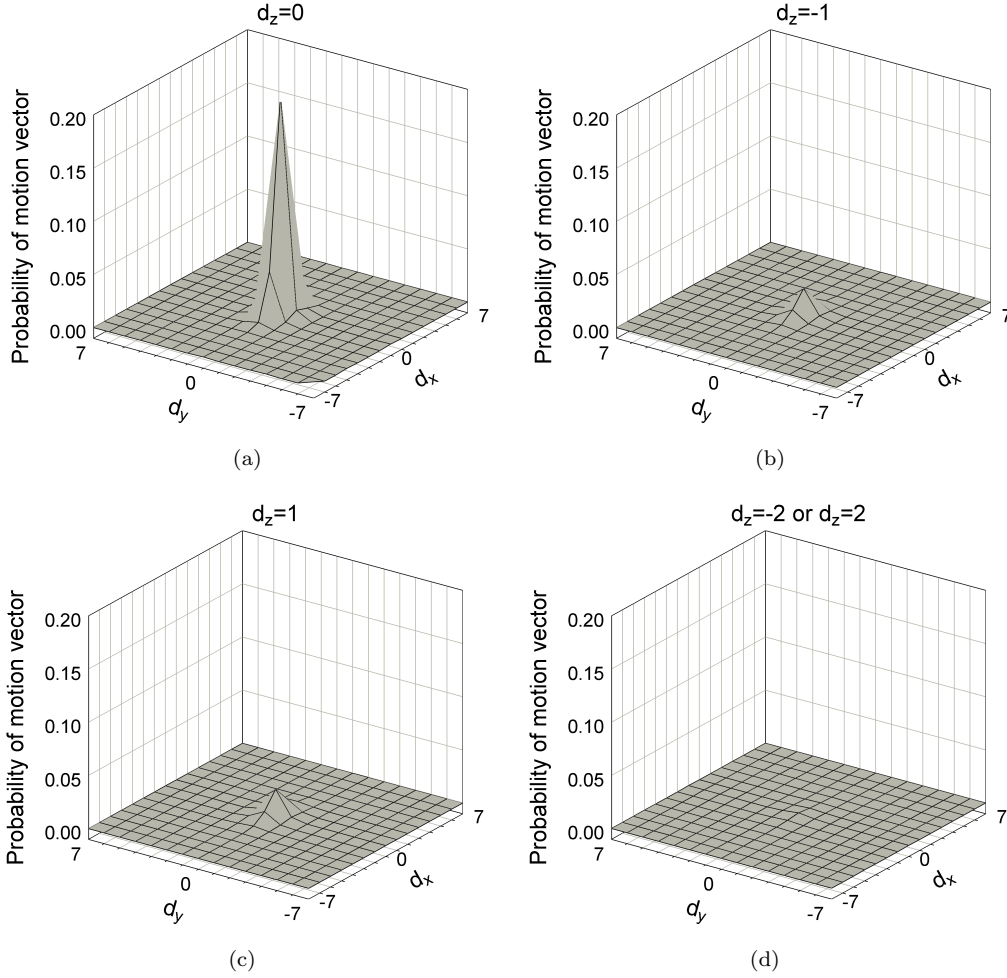 d_z=0
Probability of motion vector
0.20
0.15
0.10
0.05
0.00
7
0
-7
d_y
-7
0
7
d_x
(a)
d_z=-1
Probability of motion vector
0.20
0.15
0.10
0.05
0.00
7
0
-7
d_y
-7
0
7
d_x
(b)
d_z=1
Probability of motion vector
0.20
0.15
0.10
0.05
0.00
7
0
-7
d_y
-7
0
7
d_x
(c)
d_z=-2 or d_z=2
Probability of motion vector
0.20
0.15
0.10
0.05
0.00
7
0
-7
d_y
-7
0
7
d_x
(d)